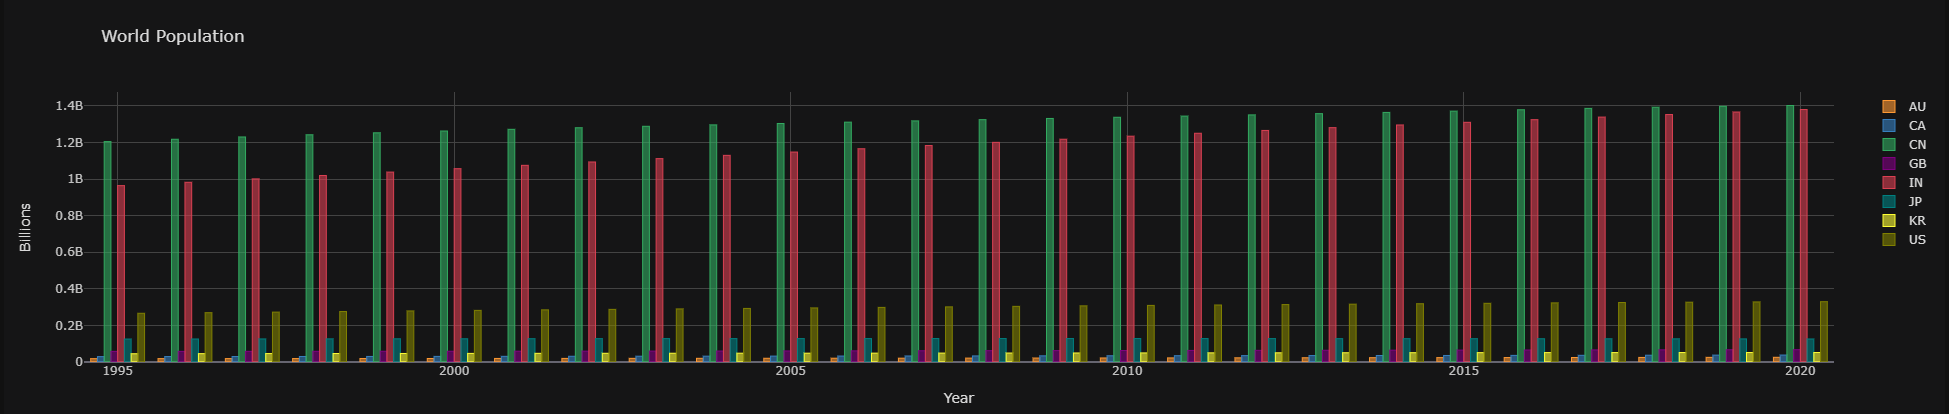 World Population
1.4B
1.2B
1B
0.8B
0.6B
0.4B
0.2B
0
Billions
1995
2000
2005
2010
2015
2020
Year
AU
CA
CN
GB
IN
JP
KR
US